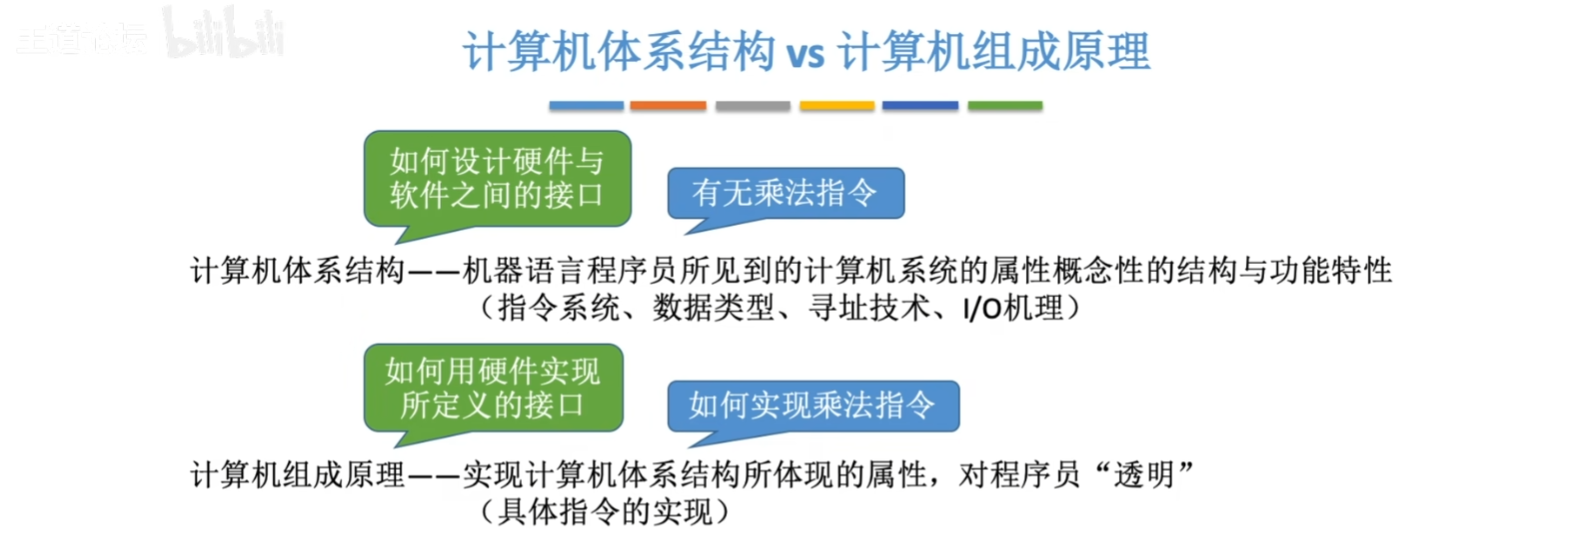 王道论坛 bilibili
计算机体系结构 vs 计算机组成原理
如何设计硬件与
软件之间的接口
有无乘法指令
计算机体系结构——机器语言程序员所见到的计算机系统的属性概念性的结构与功能特性
（指令系统、数据类型、寻址技术、I/O机理）
如何用硬件实现
所定义的接口
如何实现乘法指令
计算机组成原理——实现计算机体系结构所体现的属性，对程序员“透明”
（具体指令的实现）